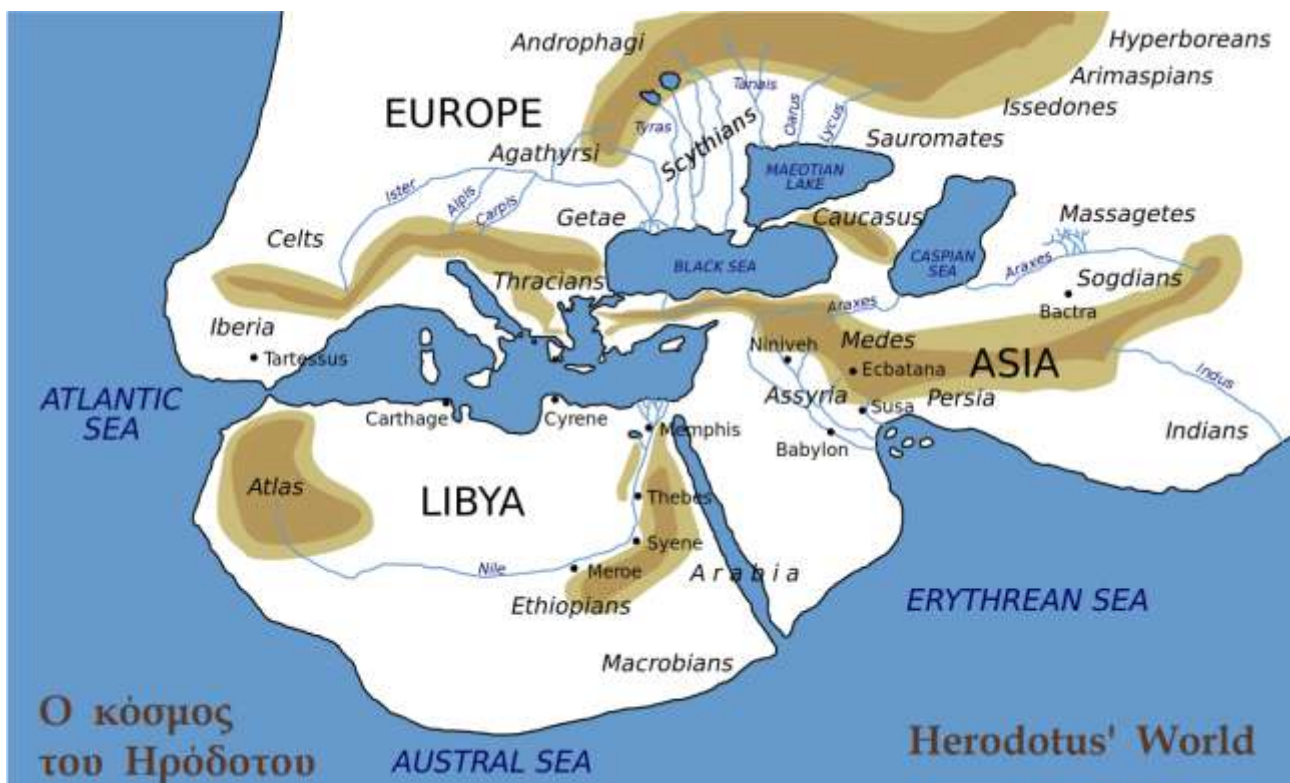 Androphagi
Hyperboreans
Arimaspians
Issedones
EUROPE
Tanais
Oarus
Lycus
Tyras
Scythians
Sauromates
Agathyrsi
MAEOTIAN
LAKE
Ister
Alpis
Carpis
Getae
Caucasus
Massagetes
Celts
BLACK SEA
CASPIAN
SEA
Araxes
Sogdians
Thracians
Araxes
Bactra
Iberia
Tartessus
Niniveh
Medes
Ecbatana
ASIA
Indus
ATLANTIC
SEA
Carthage
Cyrene
Memphis
Assyria
Susa
Persia
Babylon
Indians
Atlas
LIBYA
Thebes
Syene
Nile
Meroe
Arabia
Ethiopians
ERYTHREAN SEA
Macrobians
Ο κόσμος
του Ηρόδοτου
AUSTRAL SEA
Herodotus' World